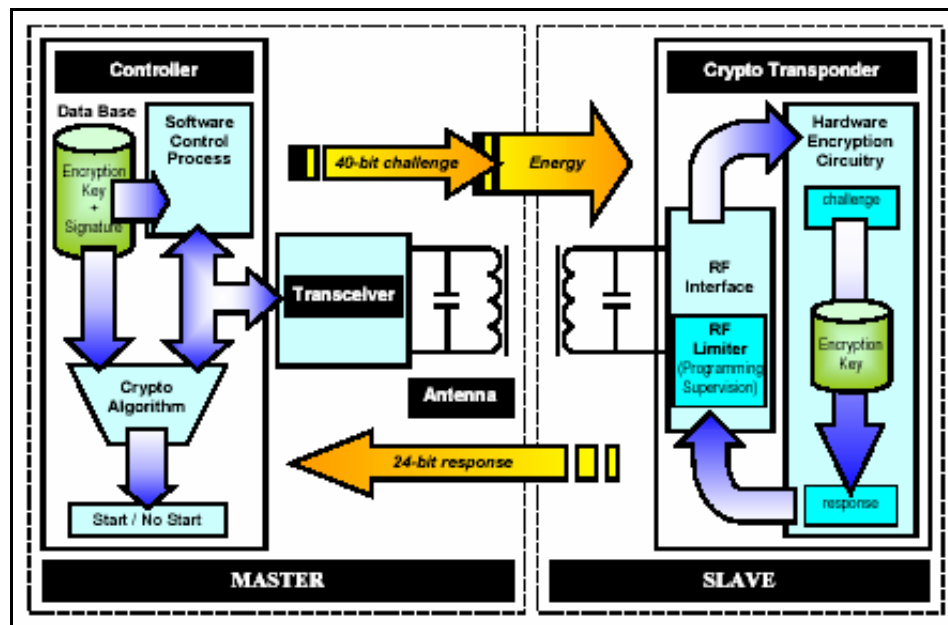 Controller
Data Base
Encryption
Key
+
Signature
Software
Control
Process
Crypto
Algorithm
Start / No Start
Transceiver
Antenna
40-bit challenge
Energy
24-bit response
MASTER
Crypto Transponder
Hardware
Encryption
Circuitry
challenge
RF
Interface
RF
Limiter
(Programming
Supervision)
Encryption
Key
response
SLAVE